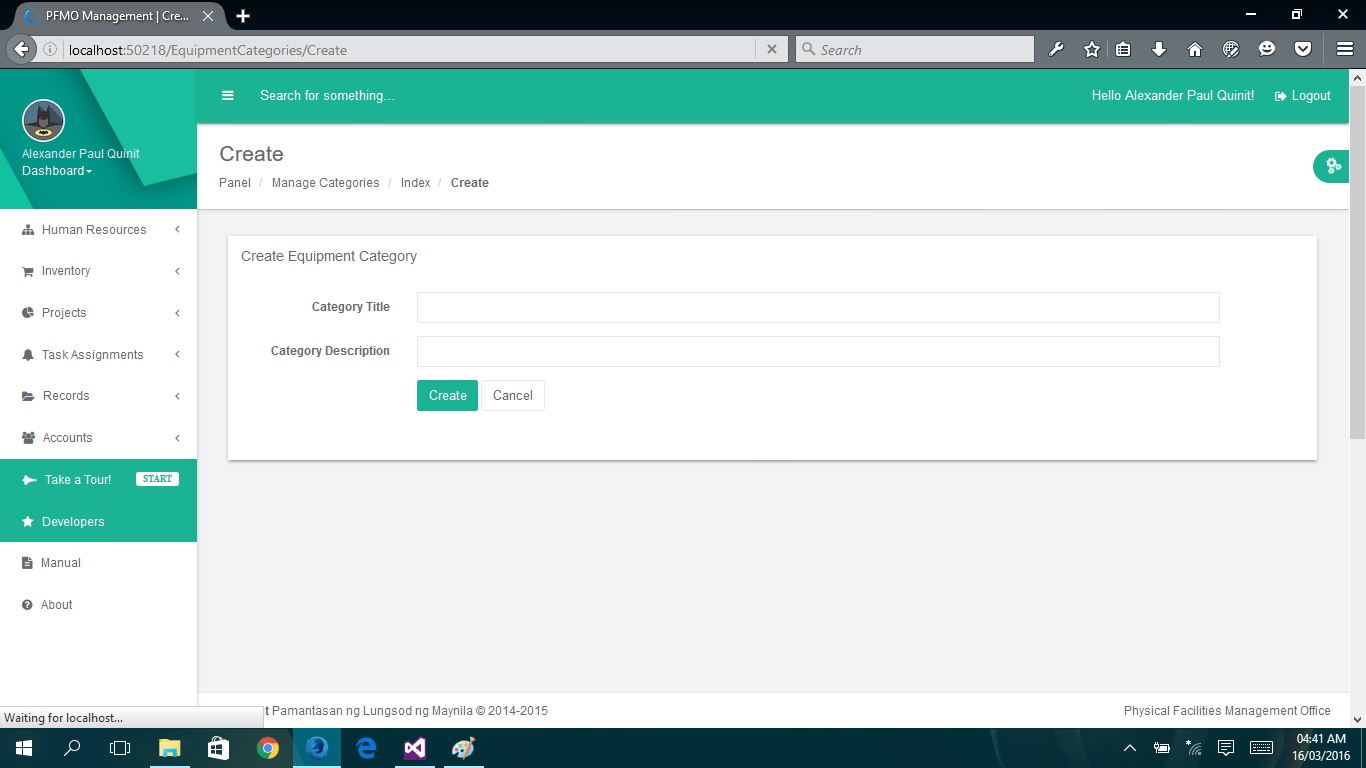 PFMO Management | Cre...
localhost:50218/EquipmentCategories/Create
Search
Search for something...
Hello Alexander Paul Quinit!
Logout
Alexander Paul Quinit
Dashboard
Create
Panel / Manage Categories / Index / Create
Human Resources
Inventory
Projects
Task Assignments
Records
Accounts
Take a Tour! START
Developers
Manual
About
Create Equipment Category
Category Title
Category Description
Create Cancel
t Pamantasan ng Lungsod ng Maynila © 2014-2015
Physical Facilities Management Office
Waiting for localhost...
04:41 AM
16/03/2016